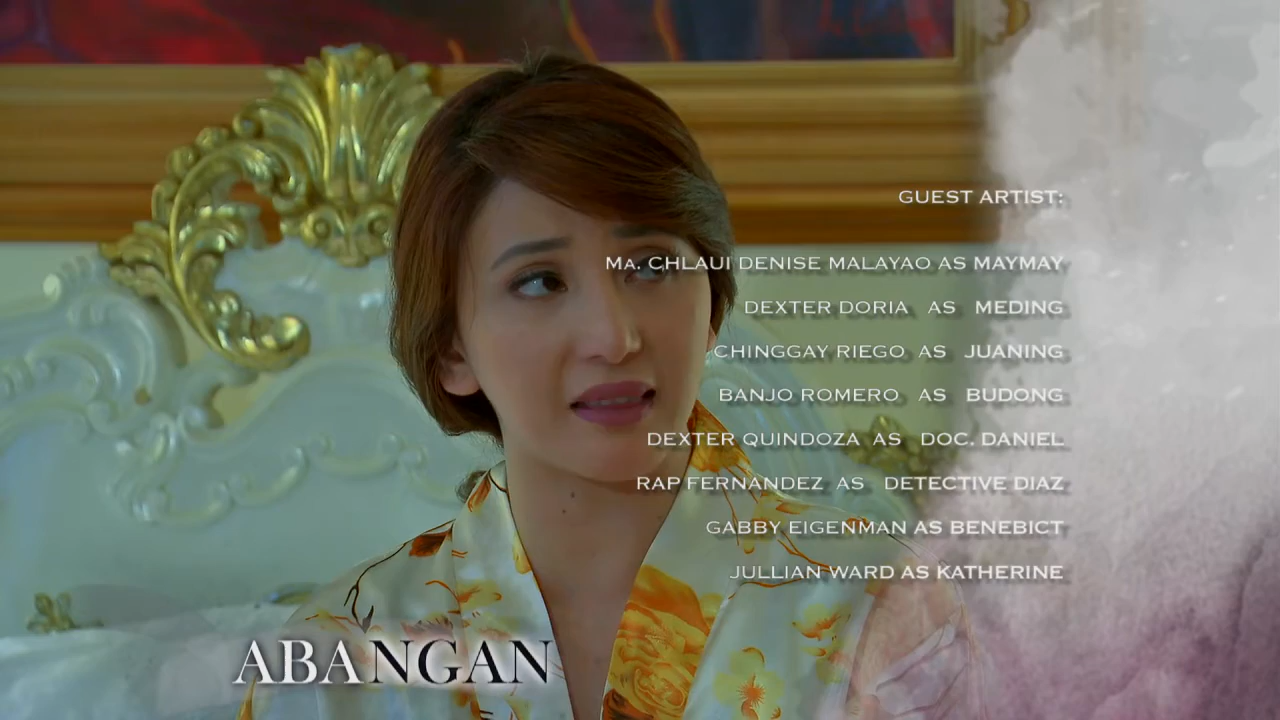 GUEST ARTIST:
MA. CHLAUI DENISE MALAYAO AS MAYMAY
DEXTER DORIA AS MEDING
CHINGGAY RIEGO AS JUANING
BANJO ROMERO AS BUDONG
DEXTER QUINDOZA AS DOC. DANIEL
RAP FERNANDEZ AS DETECTIVE DIAZ
GABBY EIGENMAN AS BENEBICT
JULLIAN WARD AS KATHERINE
ABANGAN